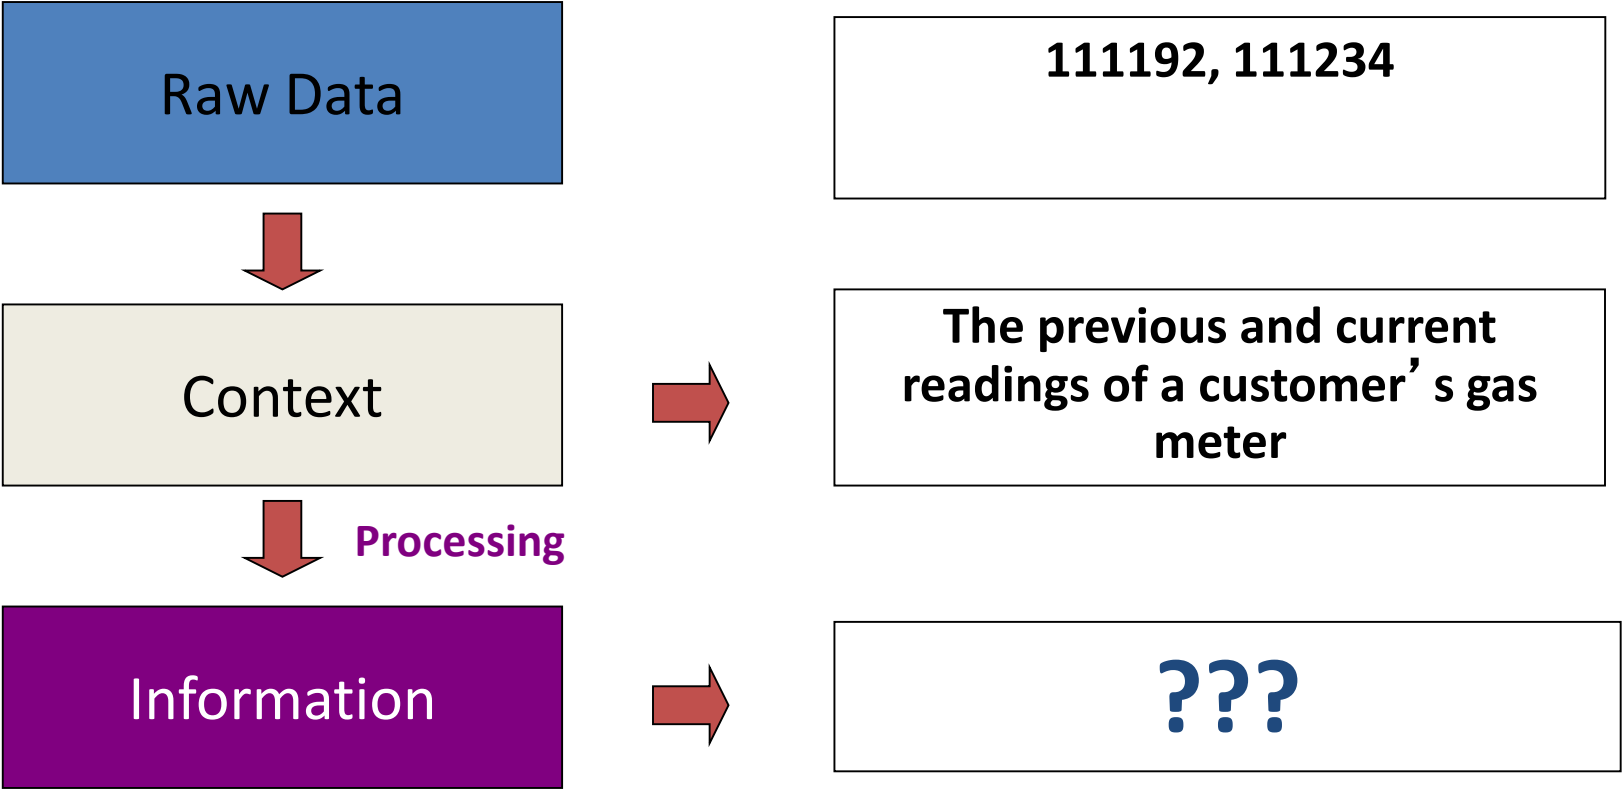 Raw Data
111192, 111234
Context
The previous and current
readings of a customer’s gas
meter
Processing
Information
???